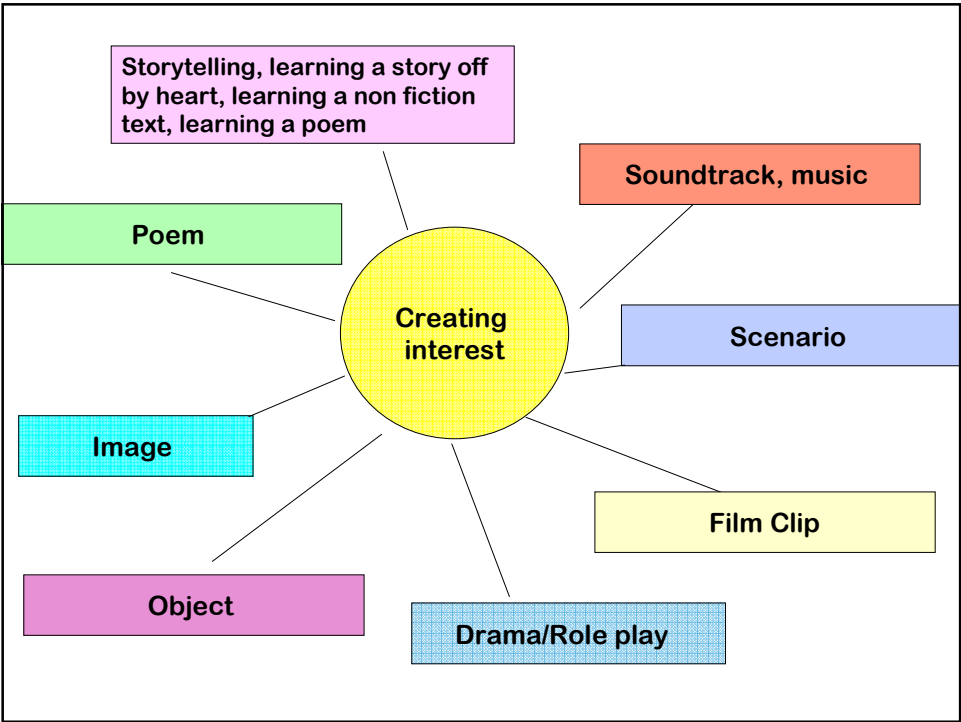 Storytelling, learning a story off
by heart, learning a non fiction
text, learning a poem
Soundtrack, music
Poem
Creating
interest
Scenario
Image
Film Clip
Object
Drama/Role play